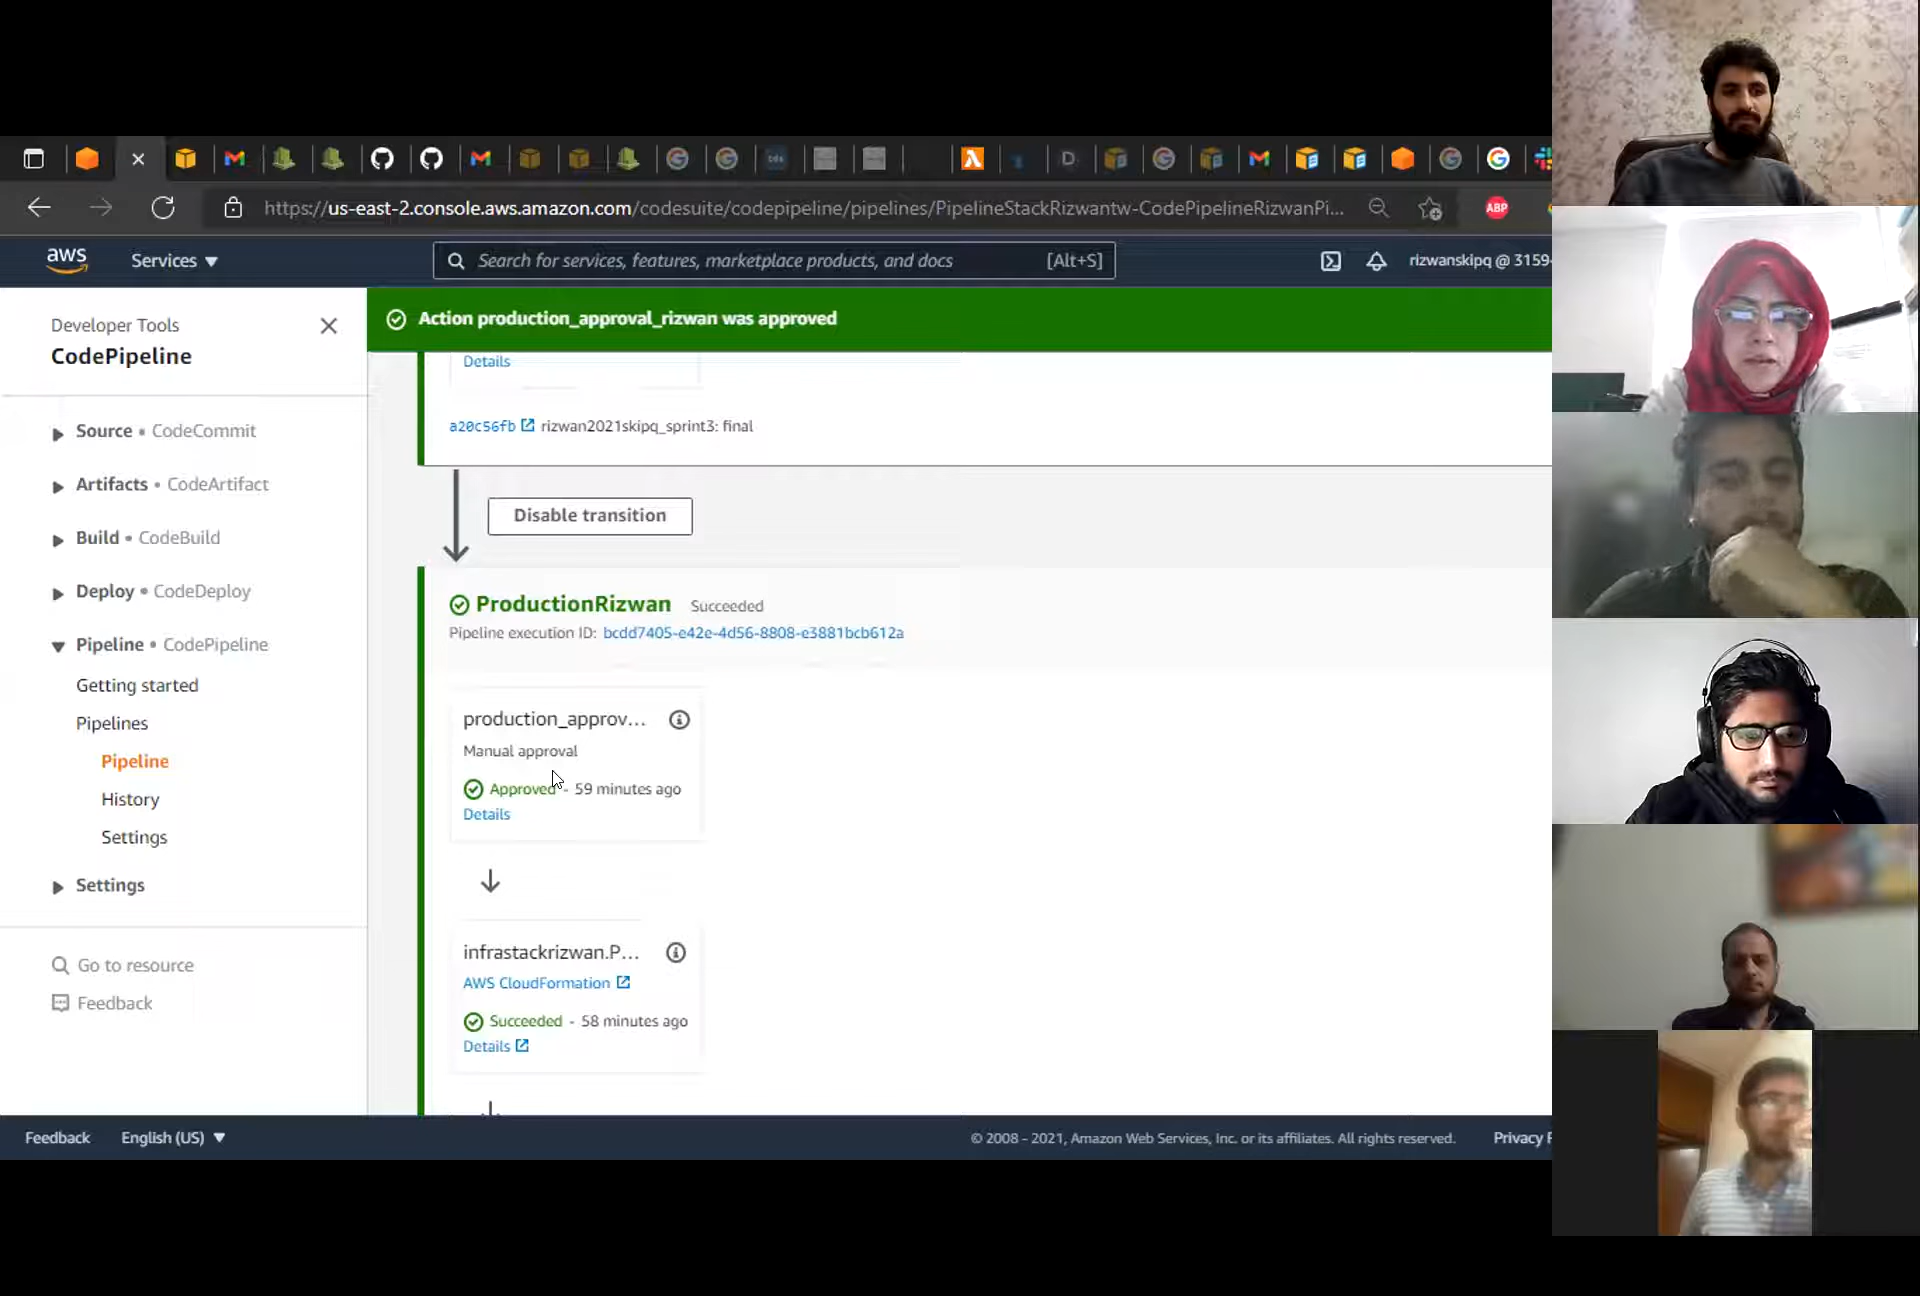 https://us-east-2.console.aws.amazon.com/codesuite/codepipeline/pipelines/PipelineStackRizwantw-CodePipelineRizwanPi...
ABP
aws
Services
Search for services, features, marketplace products, and docs
[Alt+S]
rizwanskipq @ 3159
Developer Tools
CodePipeline
Source • CodeCommit
Artifacts • CodeArtifact
Build • CodeBuild
Deploy • CodeDeploy
Pipeline • CodePipeline
Getting started
Pipelines
Pipeline
History
Settings
Settings
Go to resource
Feedback
Action production_approval_rizwan was approved
Details
a20c56fb rizwan2021skipq_sprint3: final
Disable transition
ProductionRizwan Succeeded
Pipeline execution ID: bcdd7405-e42e-4d56-8808-e3881bcb612a
production_approv...
Manual approval
Approved - 59 minutes ago
Details
infrastackrizwan.P...
AWS CloudFormation
Succeeded - 58 minutes ago
Details
Feedback
English (US)
© 2008 - 2021, Amazon Web Services, Inc. or its affiliates. All rights reserved.
Privacy